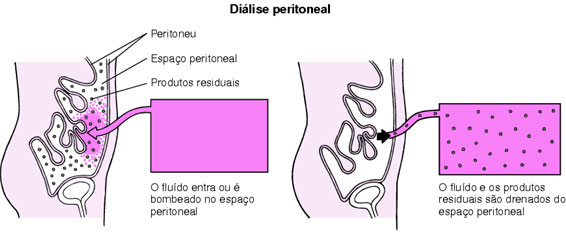 Diálise peritoneal
Peritoneu
Espaço peritoneal
Produtos residuais
O fluído entra ou é
bombeado no espaço
peritoneal
O fluído e os produtos
residuais são drenados do
espaço peritoneal